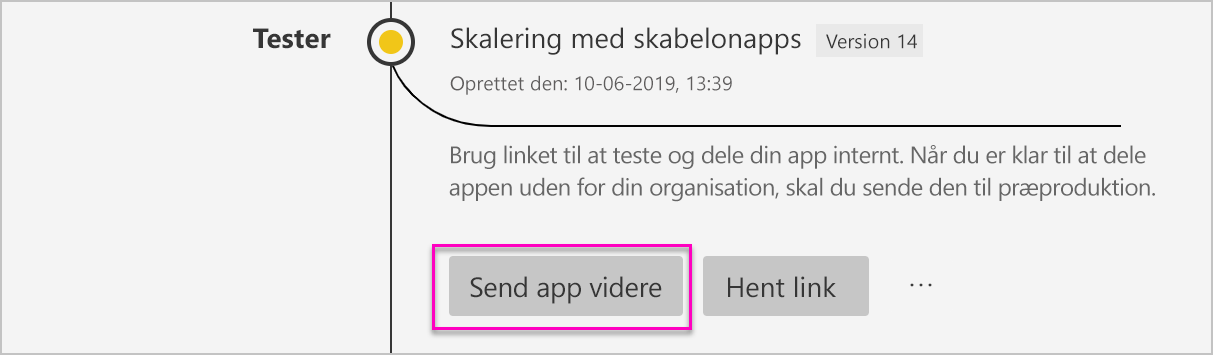 Tester
Skalering med skabelonapps Version 14
Oprettet den: 10-06-2019, 13:39
Brug linket til at teste og dele din app internt. Når du er klar til at dele
appen uden for din organisation, skal du sende den til præproduktion.
Send app videre Hent link ...